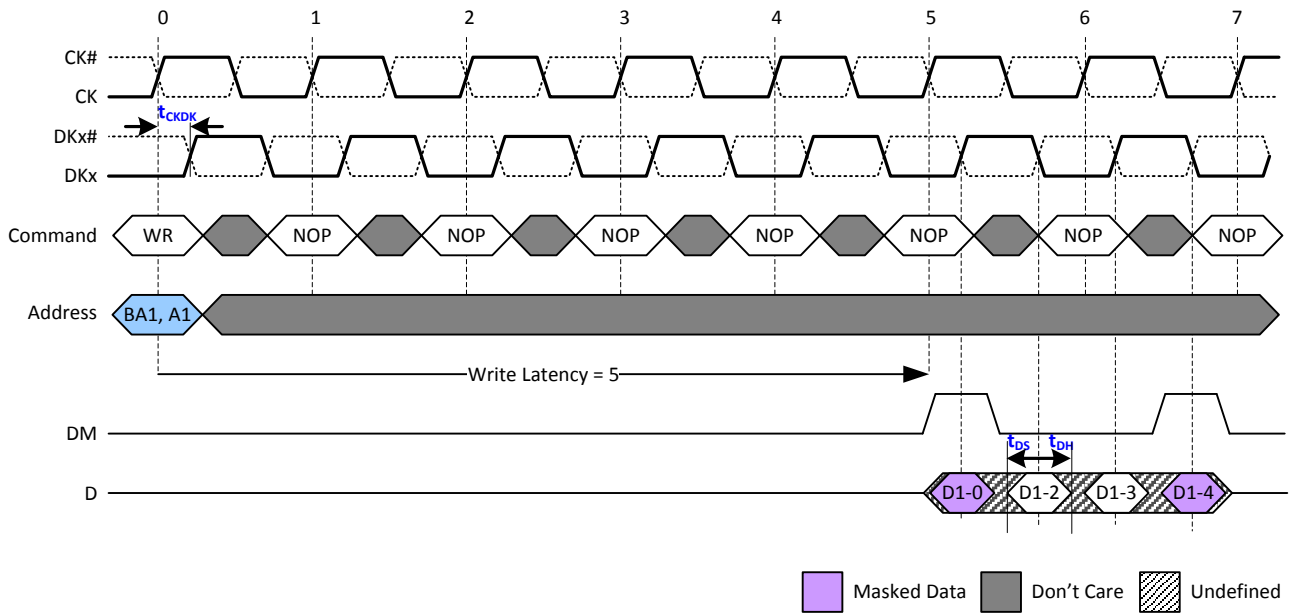 0 1 2 3 4 5 6 7
CK#
CK
tCKDK
DKx#
DKx
Command WR NOP NOP NOP NOP NOP NOP NOP
Address BA1, A1
Write Latency = 5
DM
tDS tDH
D D1-0 D1-2 D1-3 D1-4
Masked Data Don't Care Undefined